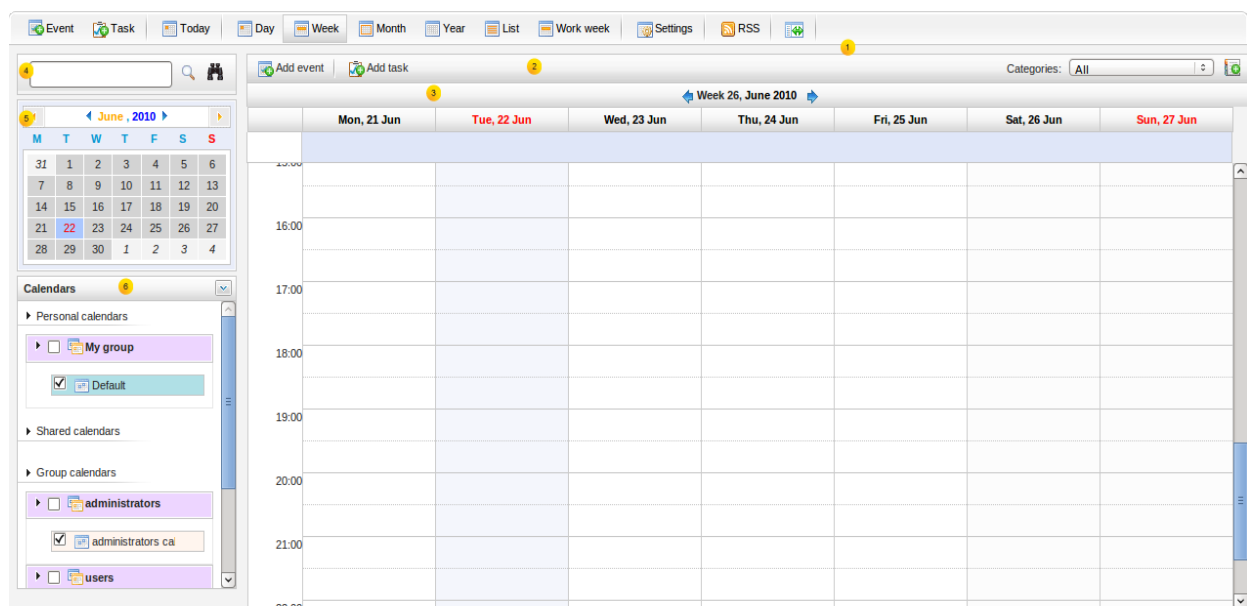 Event Task Today Day Week Month Year List Work week Settings RSS
1
4
Add event Add task 2 Categories: All
3 Week 26, June 2010
Mon, 21 Jun Tue, 22 Jun Wed, 23 Jun Thu, 24 Jun Fri, 25 Jun Sat, 26 Jun Sun, 27 Jun
5 June , 2010
M T W T F S S
31 1 2 3 4 5 6
7 8 9 10 11 12 13
14 15 16 17 18 19 20
21 22 23 24 25 26 27
28 29 30 1 2 3 4
Calendars 6
Personal calendars
My group
Default
Shared calendars
Group calendars
administrators
administrators cal
users
15:00
16:00
17:00
18:00
19:00
20:00
21:00